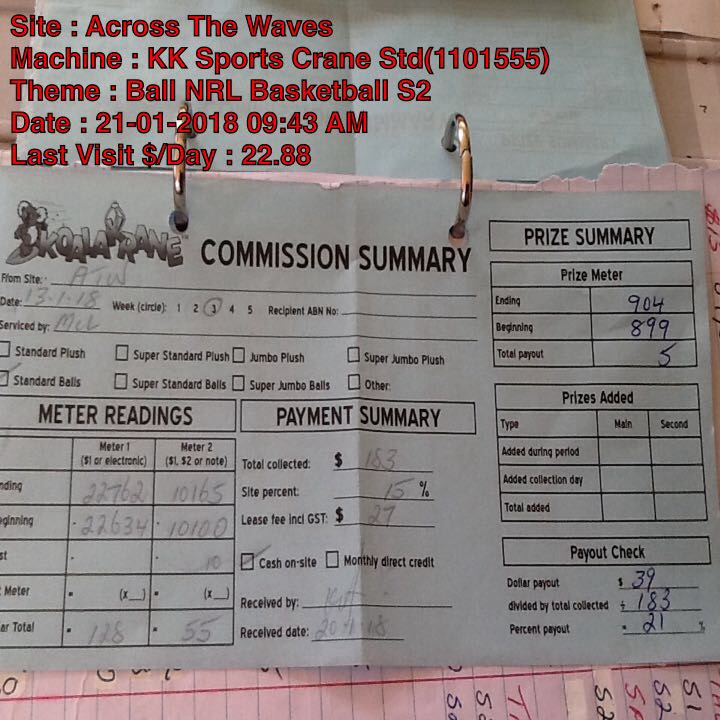 Site : Across The Waves
Machine : KK Sports Crane Std(1101555)
Theme : Ball NRL Basketball S2
Date : 21-01-2018 09:43 AM
Last Visit $/Day : 22.88
KOALA KRANE™
COMMISSION SUMMARY
From Site: ATW
Date: 13-1-18 Week (circle): 1 2 3 4 5 Recipient ABN No:
Serviced by:
Standard Plush Super Standard Plush Jumbo Plush Super Jumbo Plush
Standard Balls Super Standard Balls Super Jumbo Balls Other:
METER READINGS
Meter 1 Meter 2
($1 or electronic) ($1, $2 or note)
nding 22762 10165
eginning - 22634 - 10100
st 10
Meter = (x__) = (x__)
ar Total = 128 = 55
PAYMENT SUMMARY
Total collected: $ 183
Site percent: 15 %
Lease fee incl GST: $ 27
Cash on-site Monthly direct credit
Received by:
Received date: 20-1-18
PRIZE SUMMARY
Prize Meter
Ending 904
Beginning 899
Total payout 5
Prizes Added
Type Main Second
Added during period
Added collection day
Total added
Payout Check
Dollar payout $ 39
divided by total collected ÷ 183
Percent payout = 21 %